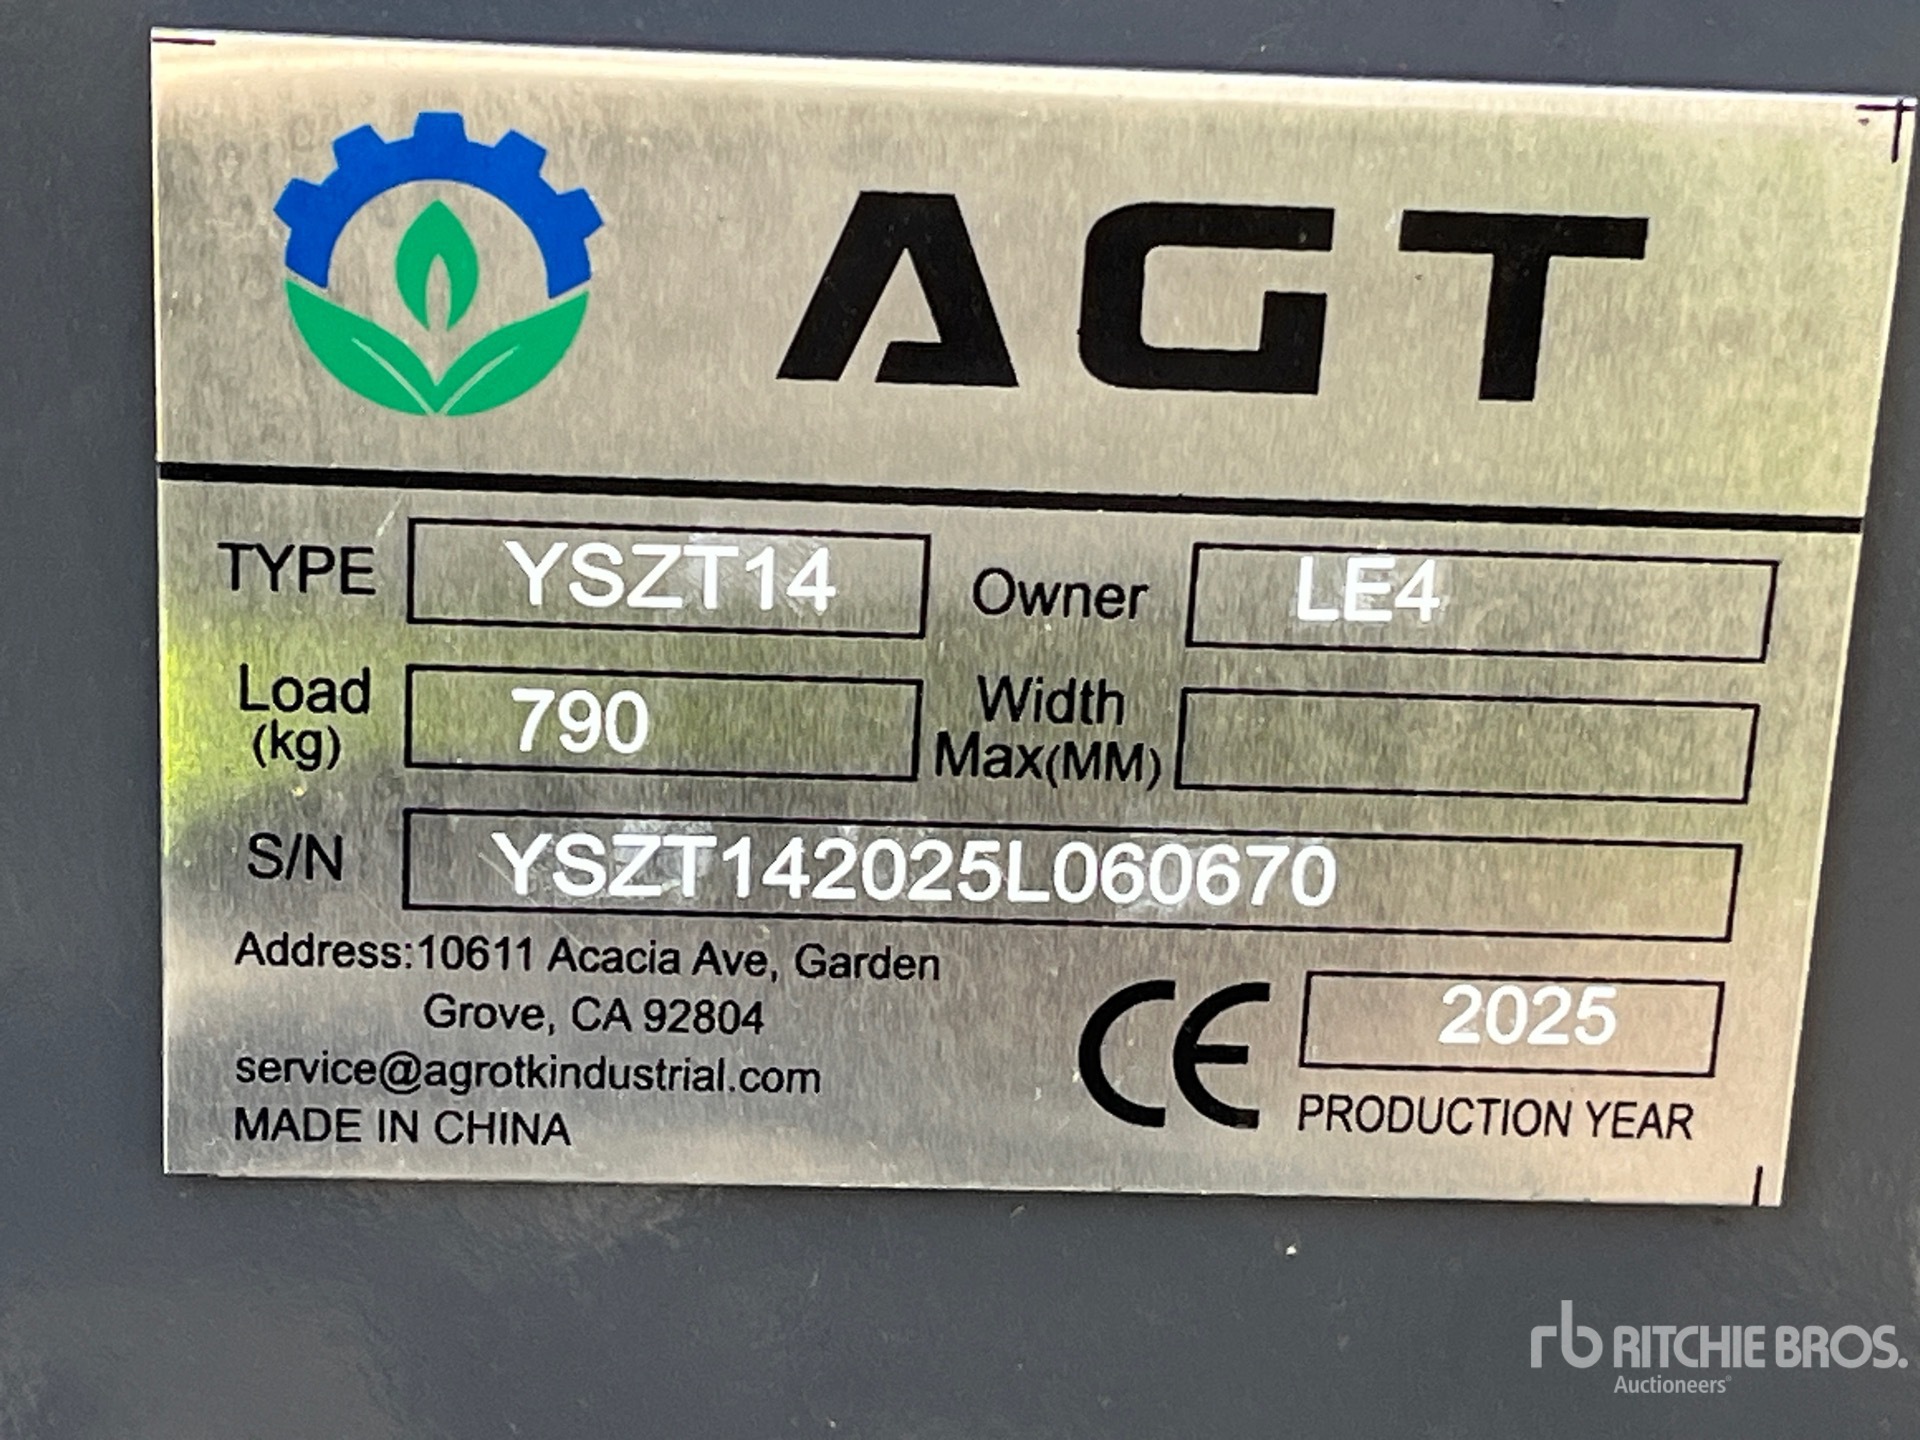 AGT
TYPE YSZT14 Owner LE4
Load (kg) 790 Width Max(MM)
S/N YSZT142025L060670
Address:10611 Acacia Ave, Garden
Grove, CA 92804
service@agrotkindustrial.com
MADE IN CHINA
CE 2025
PRODUCTION YEAR
rb RITCHIE BROS.
Auctioneers